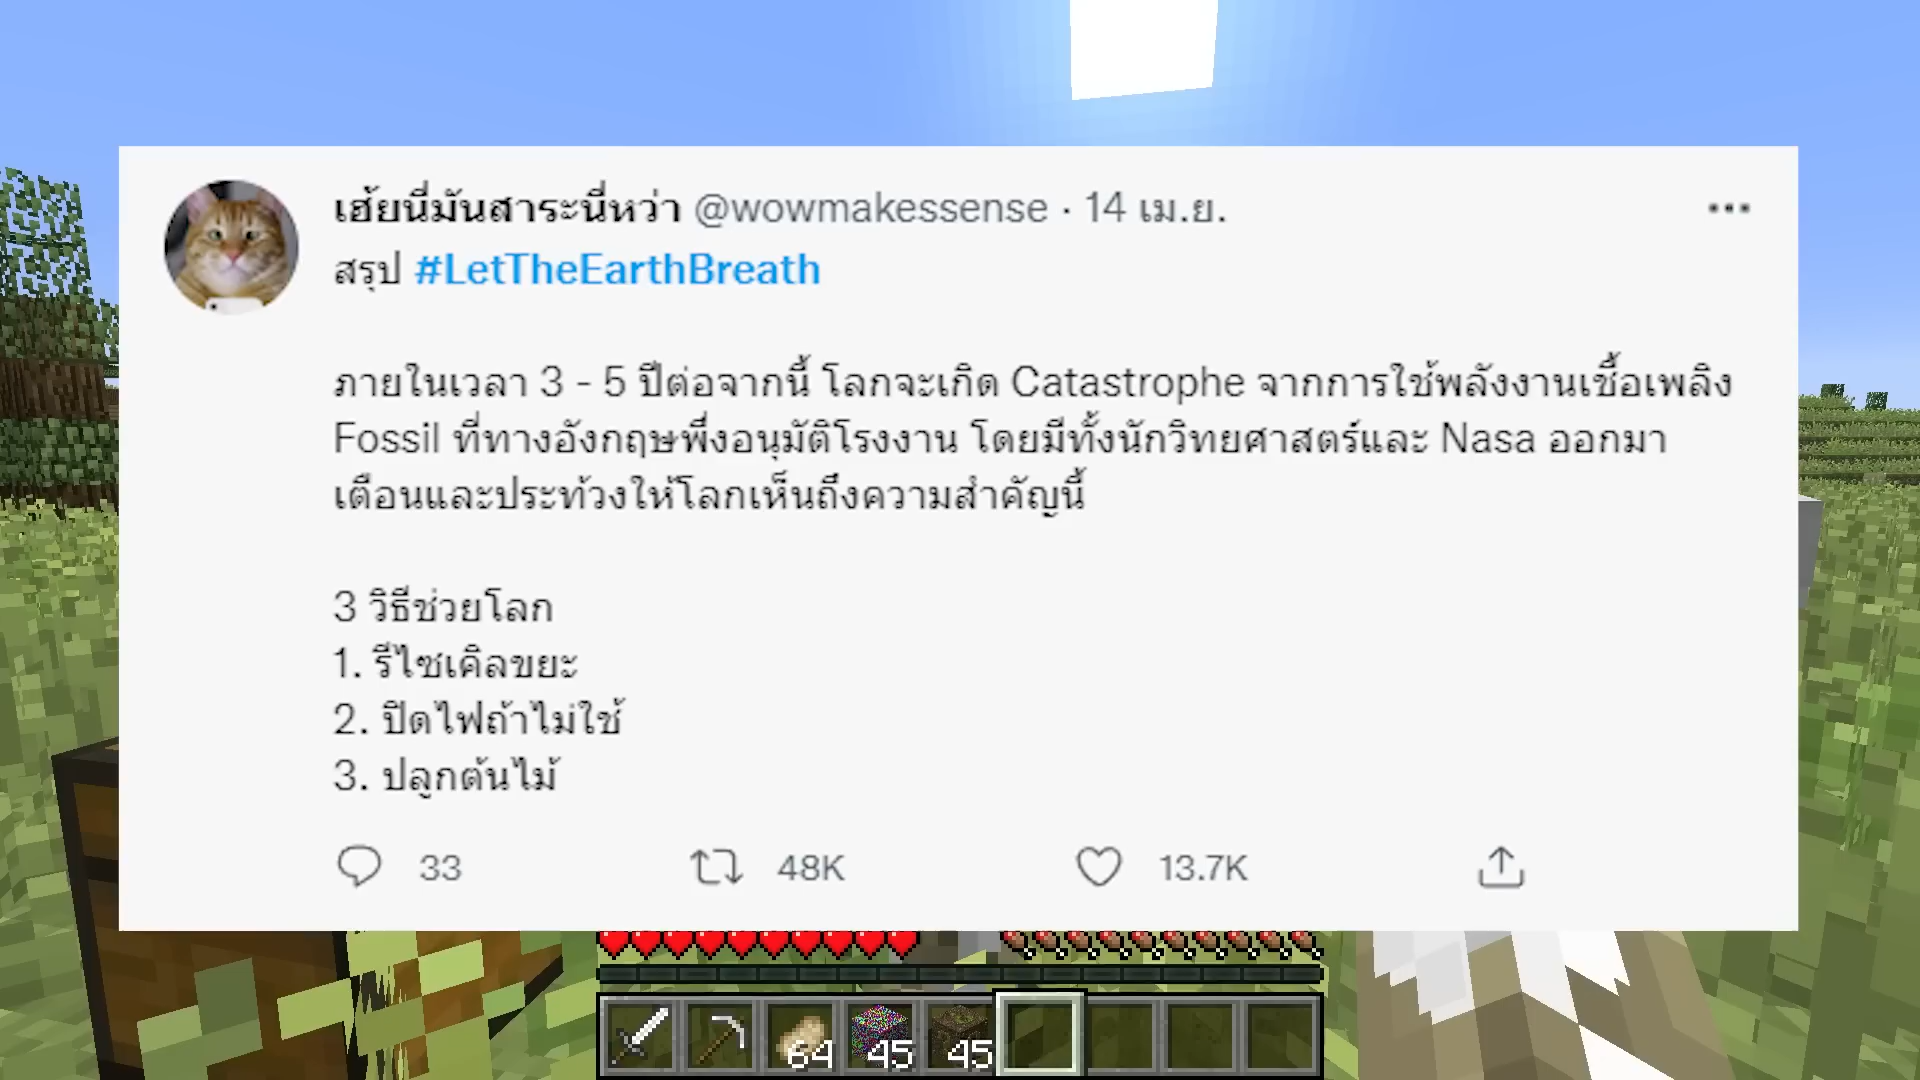 เฮ้ยนี่มันสาระนี่หว่า @wowmakessense · 14 เม.ย.
สรุป #LetTheEarthBreath
ภายในเวลา 3 - 5 ปีต่อจากนี้ โลกจะเกิด Catastrophe จากการใช้พลังงานเชื้อเพลิง
Fossil ที่ทางอังกฤษพึ่งอนุมัติโรงงาน โดยมีทั้งนักวิทยศาสตร์และ Nasa ออกมา
เตือนและประท้วงให้โลกเห็นถึงความสำคัญนี้
3 วิธีช่วยโลก
1. รีไซเคิลขยะ
2. ปิดไฟถ้าไม่ใช้
3. ปลูกต้นไม้
33 48K 13.7K
64 45 45